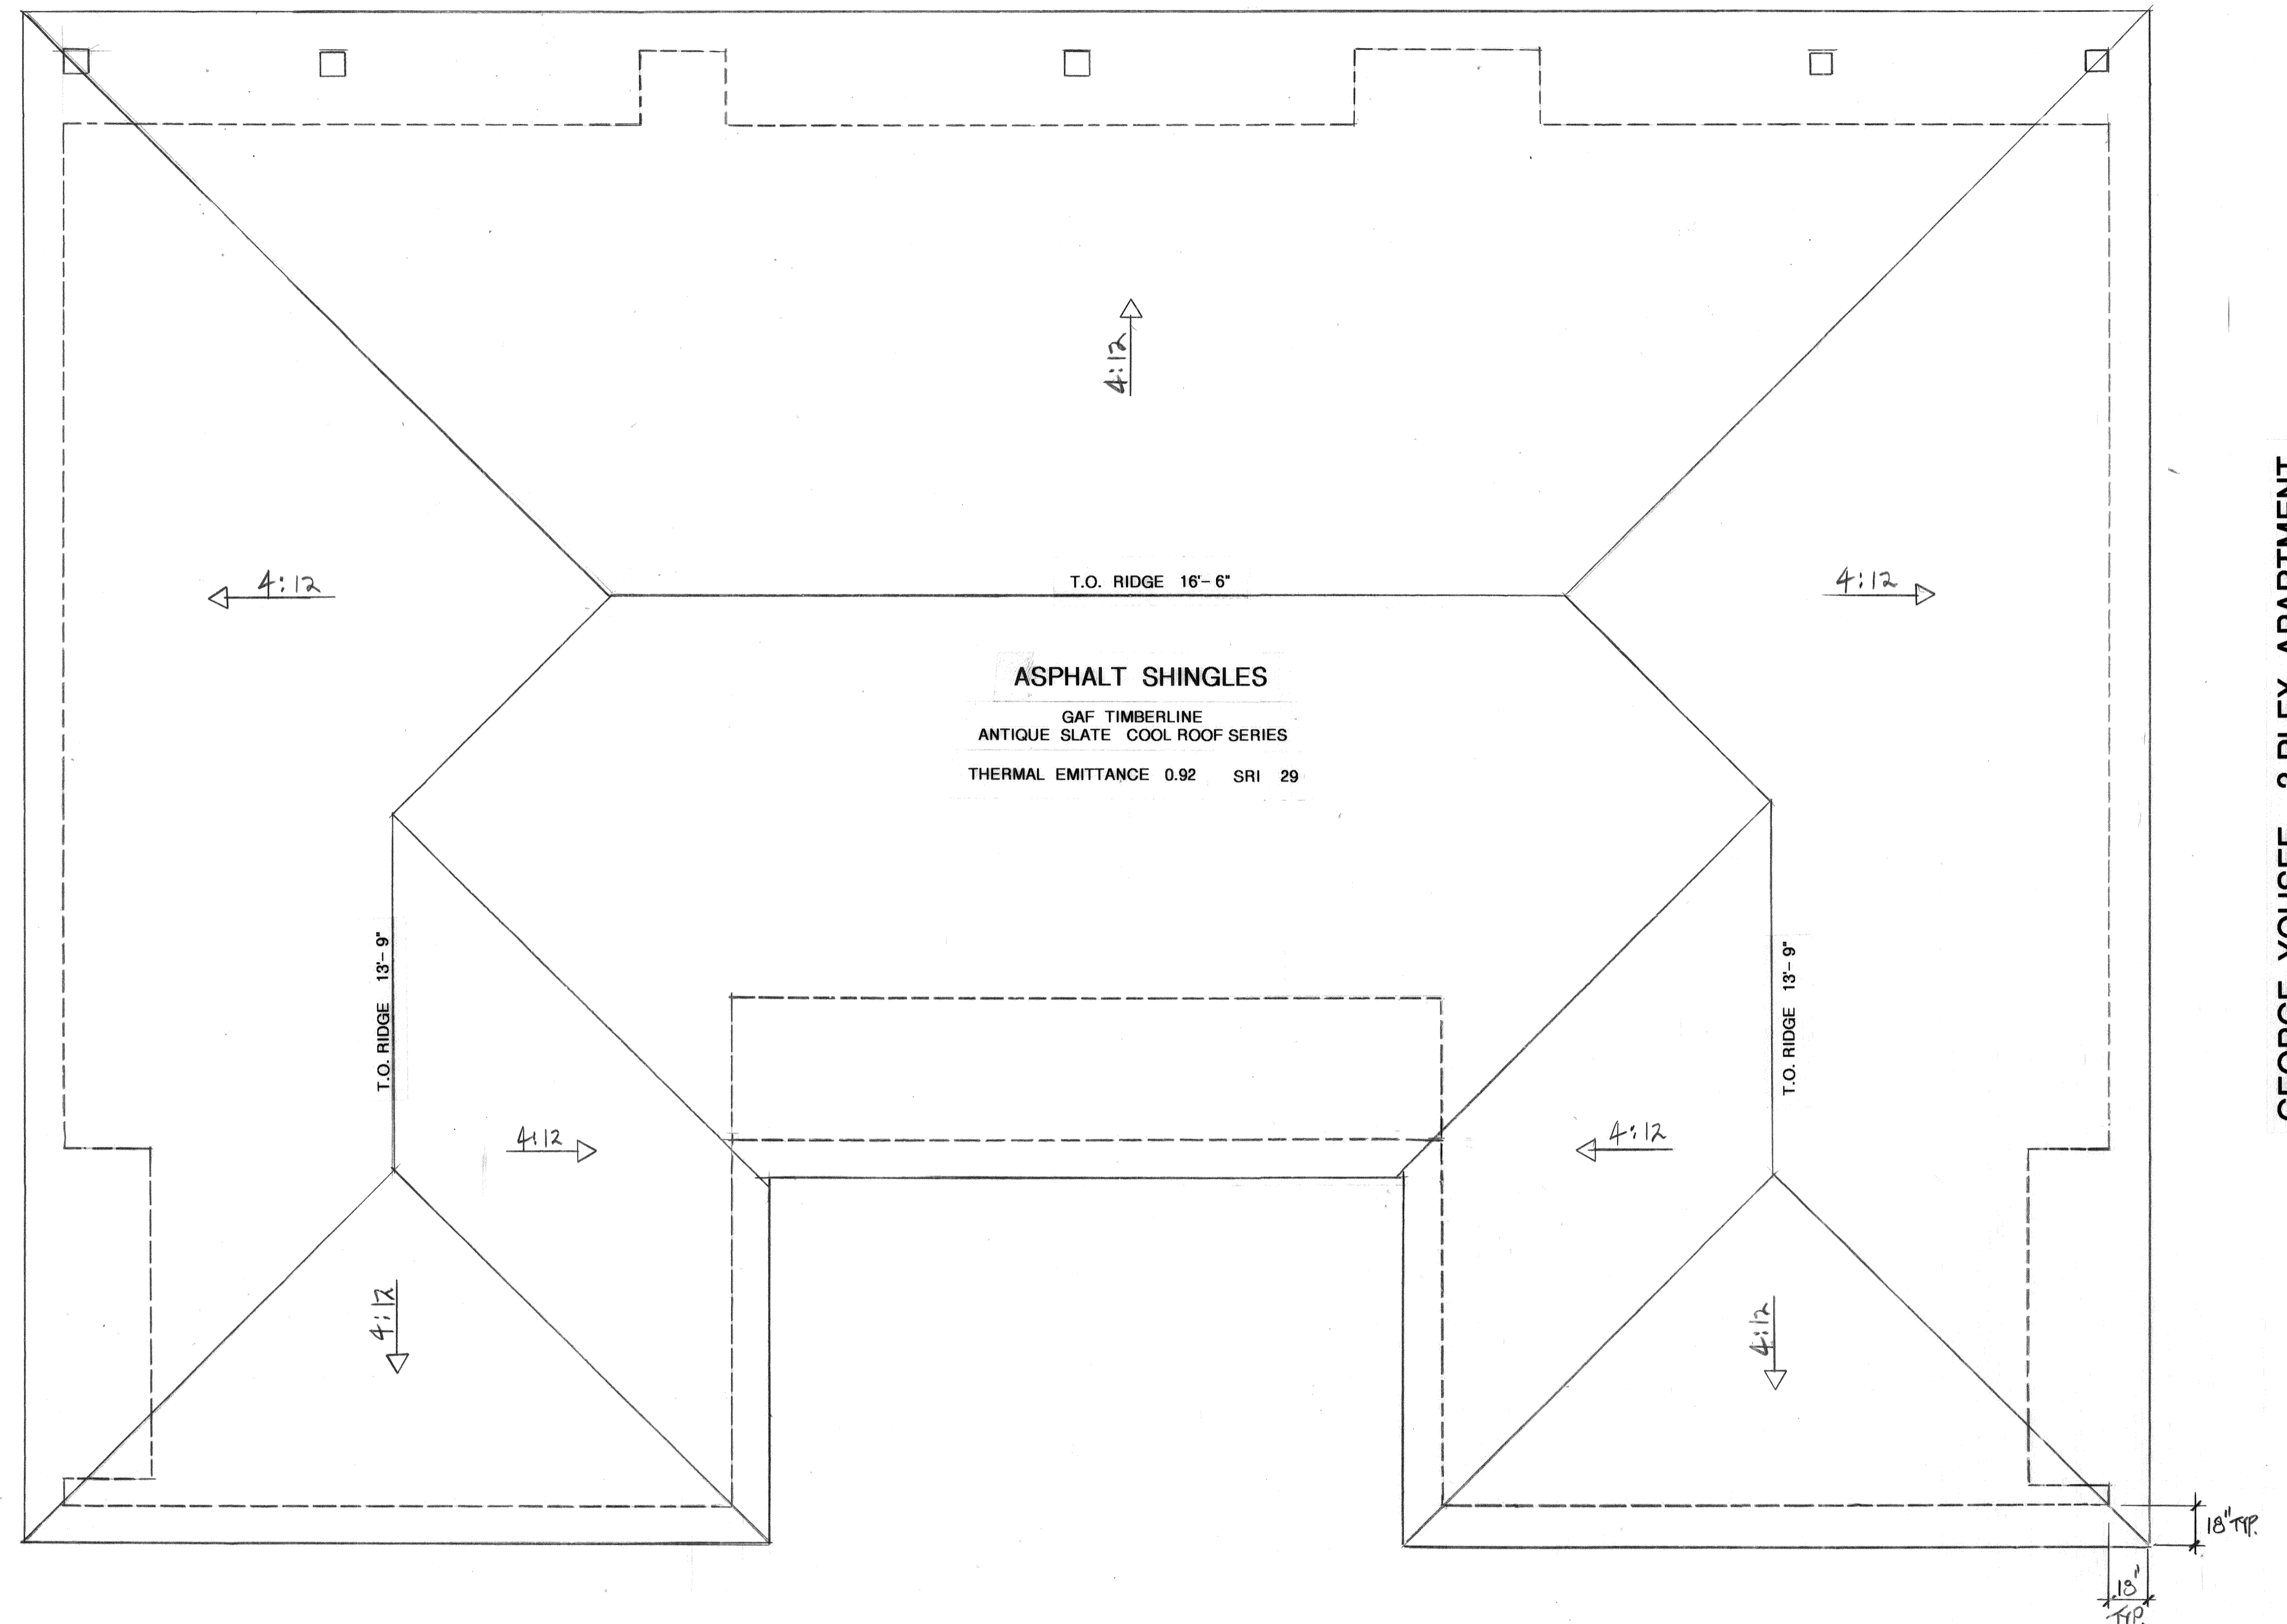 4:12
T.O. RIDGE 16'- 6"
4:12
4:12
ASPHALT SHINGLES
GAF TIMBERLINE
ANTIQUE SLATE COOL ROOF SERIES
THERMAL EMITTANCE 0.92 SRI 29
T.O. RIDGE 13'- 9"
T.O. RIDGE 13'- 9"
4:12
4:12
4:12
4:12
18" TYP.
18"
TYP.
APARTMENT